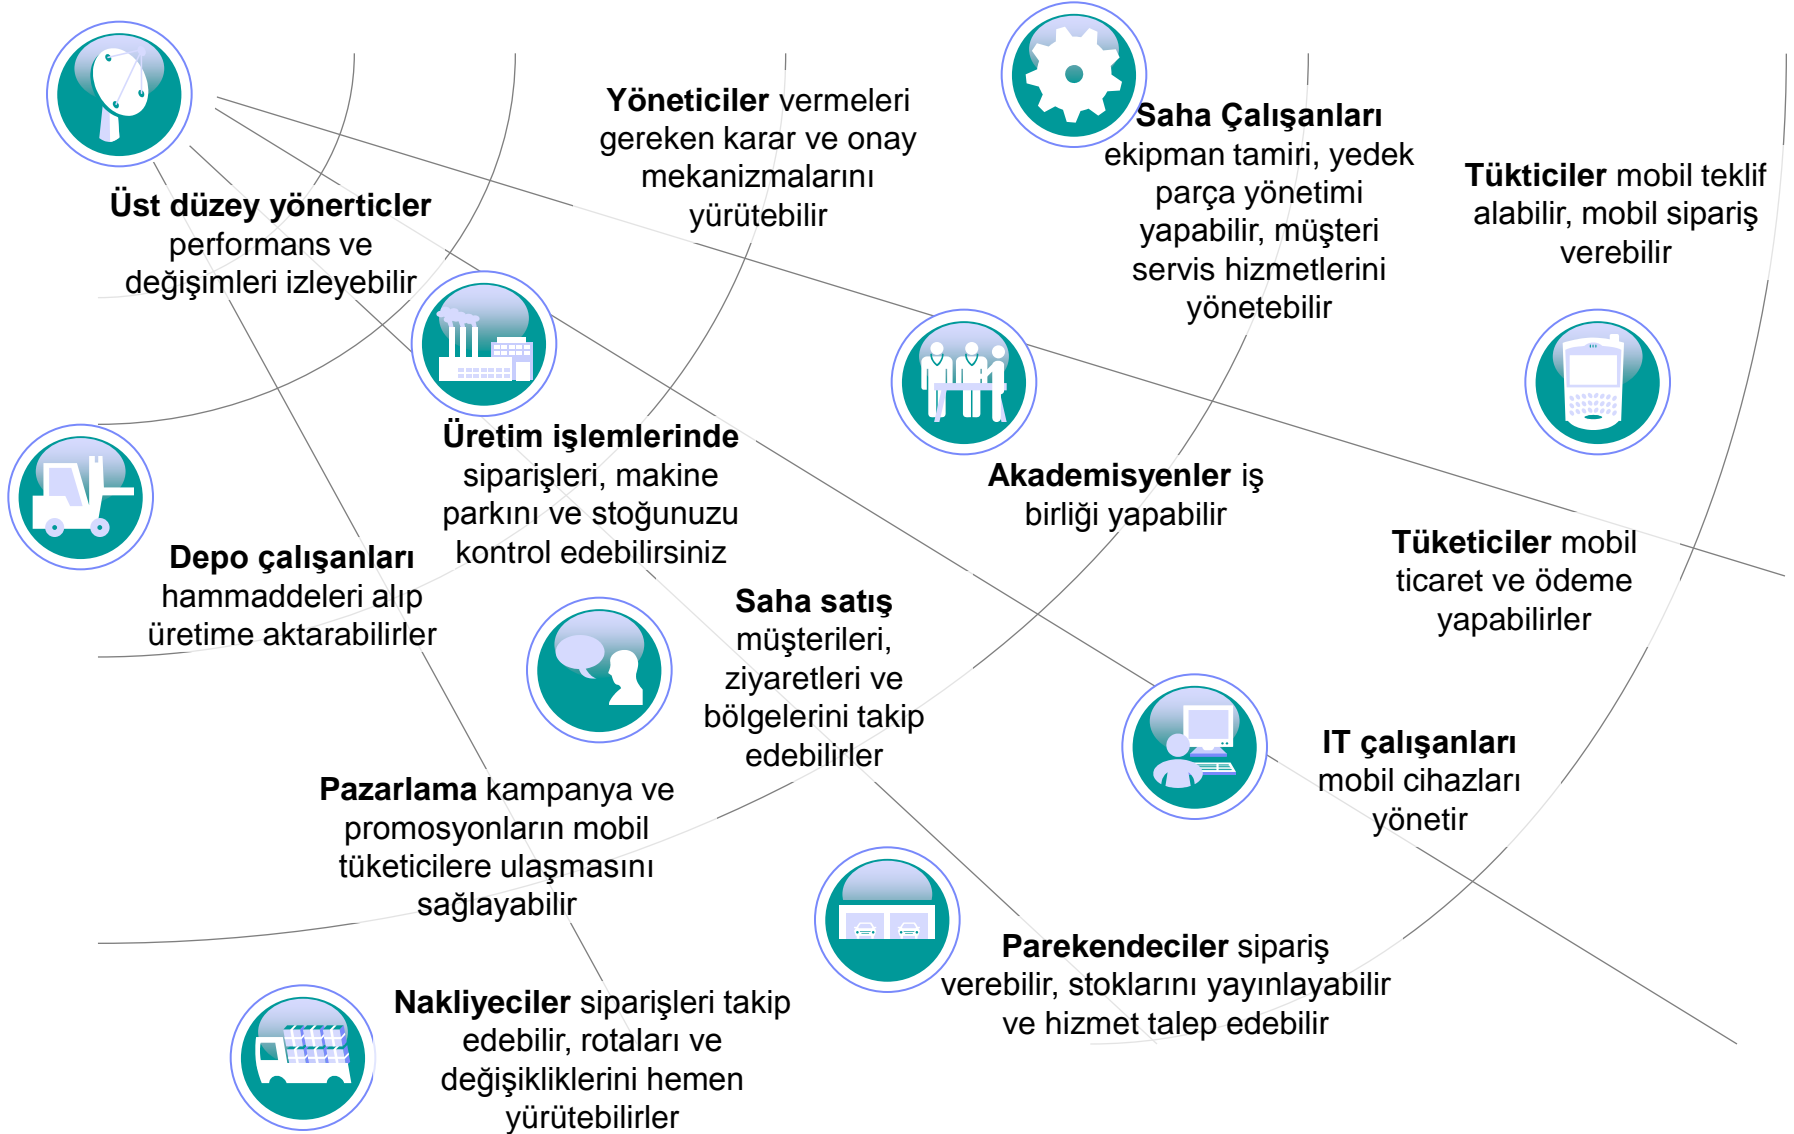 Üst düzey yönerticler
performans ve
değişimleri izleyebilir
Yöneticiler vermeleri
gereken karar ve onay
mekanizmalarını
yürütebilir
Saha Çalışanları
ekipman tamiri, yedek
parça yönetimi
yapabilir, müşteri
servis hizmetlerini
yönetebilir
Tükticiler mobil teklif
alabilir, mobil sipariş
verebilir
Üretim işlemlerinde
siparişleri, makine
parkını ve stoğunuzu
kontrol edebilirsiniz
Akademisyenler iş
birliği yapabilir
Depo çalışanları
hammaddeleri alıp
üretime aktarabilirler
Saha satış
müşterileri,
ziyaretleri ve
bölgelerini takip
edebilirler
Tüketiciler mobil
ticaret ve ödeme
yapabilirler
Pazarlama kampanya ve
promosyonların mobil
tüketicilere ulaşmasını
sağlayabilir
IT çalışanları
mobil cihazları
yönetir
Parekendeciler sipariş
verebilir, stoklarını yayınlayabilir
ve hizmet talep edebilir
Nakliyeciler siparişleri takip
edebilir, rotaları ve
değişikliklerini hemen
yürütebilirler